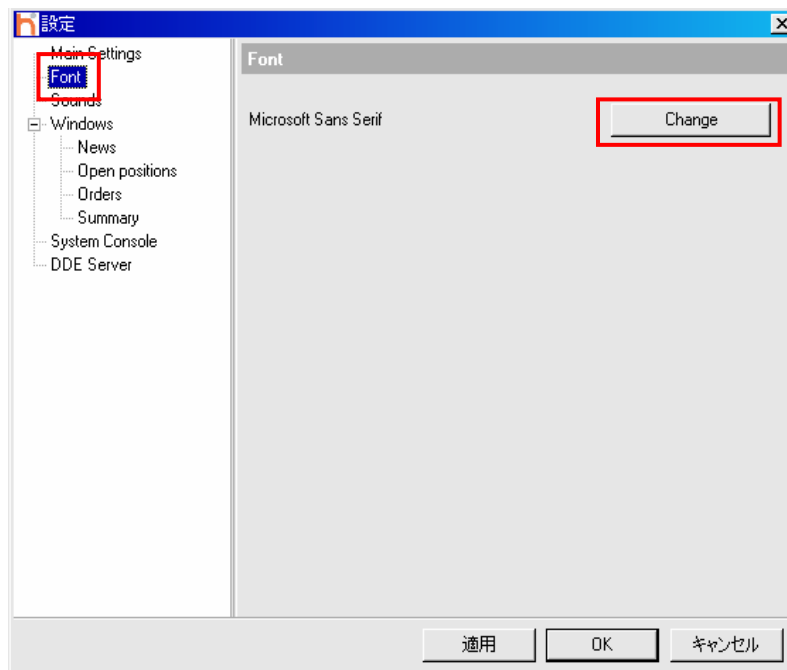 設定
Main Settings
Font
Sounds
Windows
News
Open positions
Orders
Summary
System Console
DDE Server
Font
Microsoft Sans Serif
Change
適用
OK
キャンセル